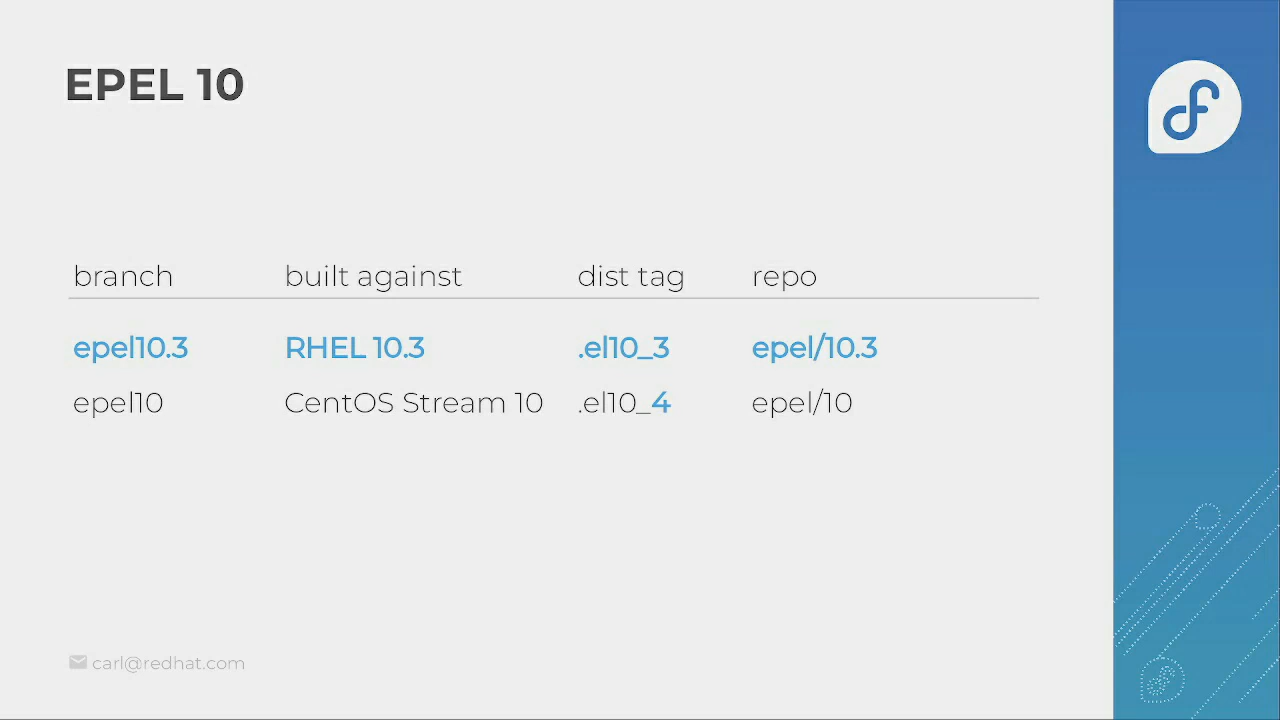 EPEL 10
branch built against dist tag repo
epel10.3 RHEL 10.3 .el10_3 epel/10.3
epel10 CentOS Stream 10 .el10_4 epel/10
carl@redhat.com